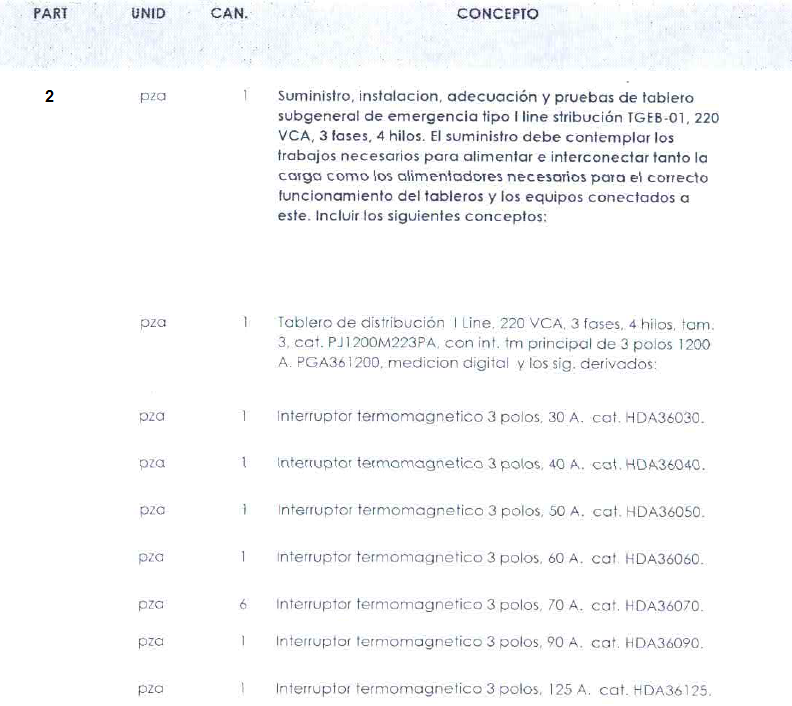 PART UNID CAN. CONCEPTO
2 pza 1 Suministro, instalacion, adecuación y pruebas de tablero
subgeneral de emergencia tipo I line stribución TGEB-01, 220
VCA, 3 fases, 4 hilos. El suministro debe contemplar los
trabajos necesarios para alimentar e interconectar tanto la
carga como los alimentadores necesarios para el correcto
funcionamiento del tableros y los equipos conectados a
este. Incluir los siguientes conceptos:
pza 1 Tablero de distribución I Line, 220 VCA, 3 fases, 4 hilos, tam.
3, cat. PJ1200M223PA, con int. tm principal de 3 polos 1200
A. PGA361200, medicion digital y los sig. derivados:
pza 1 Interruptor termomagnetico 3 polos, 30 A. cat. HDA36030.
pza 1 Interruptor termomagnetico 3 polos, 40 A. cat. HDA36040.
pza 1 Interruptor termomagnetico 3 polos, 50 A. cat. HDA36050.
pza 1 Interruptor termomagnetico 3 polos, 60 A. cat. HDA36060.
pza 6 Interruptor termomagnetico 3 polos, 70 A. cat. HDA36070.
pza 1 Interruptor termomagnetico 3 polos, 90 A. cat. HDA36090.
pza 1 Interruptor termomagnetico 3 polos, 125 A. cat. HDA36125.